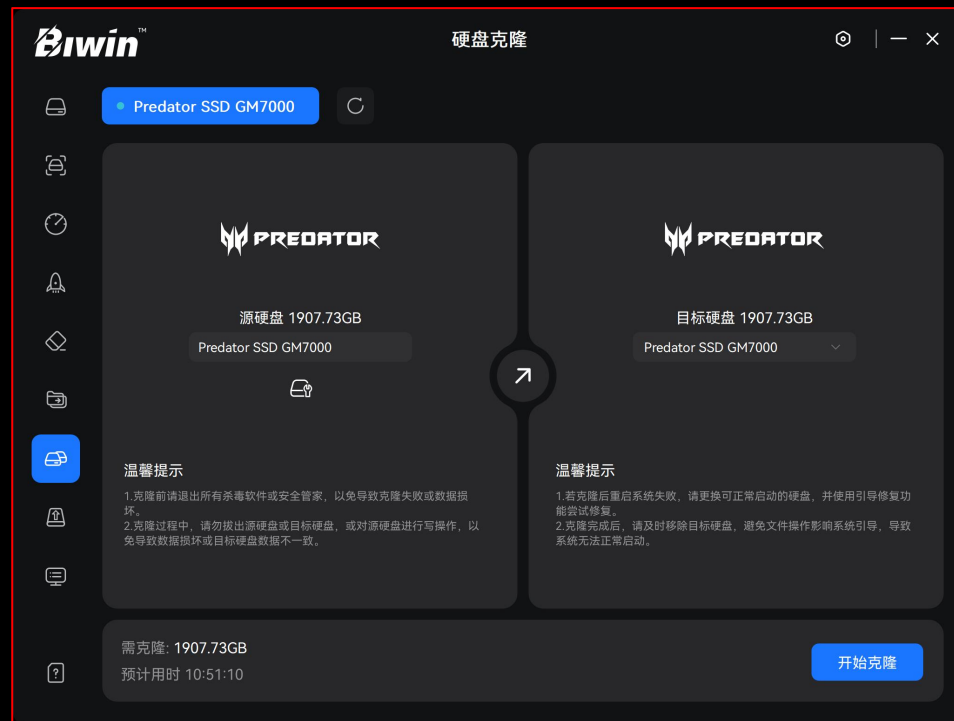 Biwin™
硬盘克隆
Predator SSD GM7000
PREDATOR
源硬盘 1907.73GB
Predator SSD GM7000
温馨提示
1.克隆前请退出所有杀毒软件或安全管家，以免导致克隆失败或数据损
坏。
2.克隆过程中，请勿拔出源硬盘或目标硬盘，或对源硬盘进行写操作，以
免导致数据损坏或目标硬盘数据不一致。
PREDATOR
目标硬盘 1907.73GB
Predator SSD GM7000
温馨提示
1.若克隆后重启系统失败，请更换可正常启动的硬盘，并使用引导修复功
能尝试修复。
2.克隆完成后，请及时移除目标硬盘，避免文件操作影响系统引导，导致
系统无法正常启动。
需克隆: 1907.73GB
预计用时 10:51:10
开始克隆